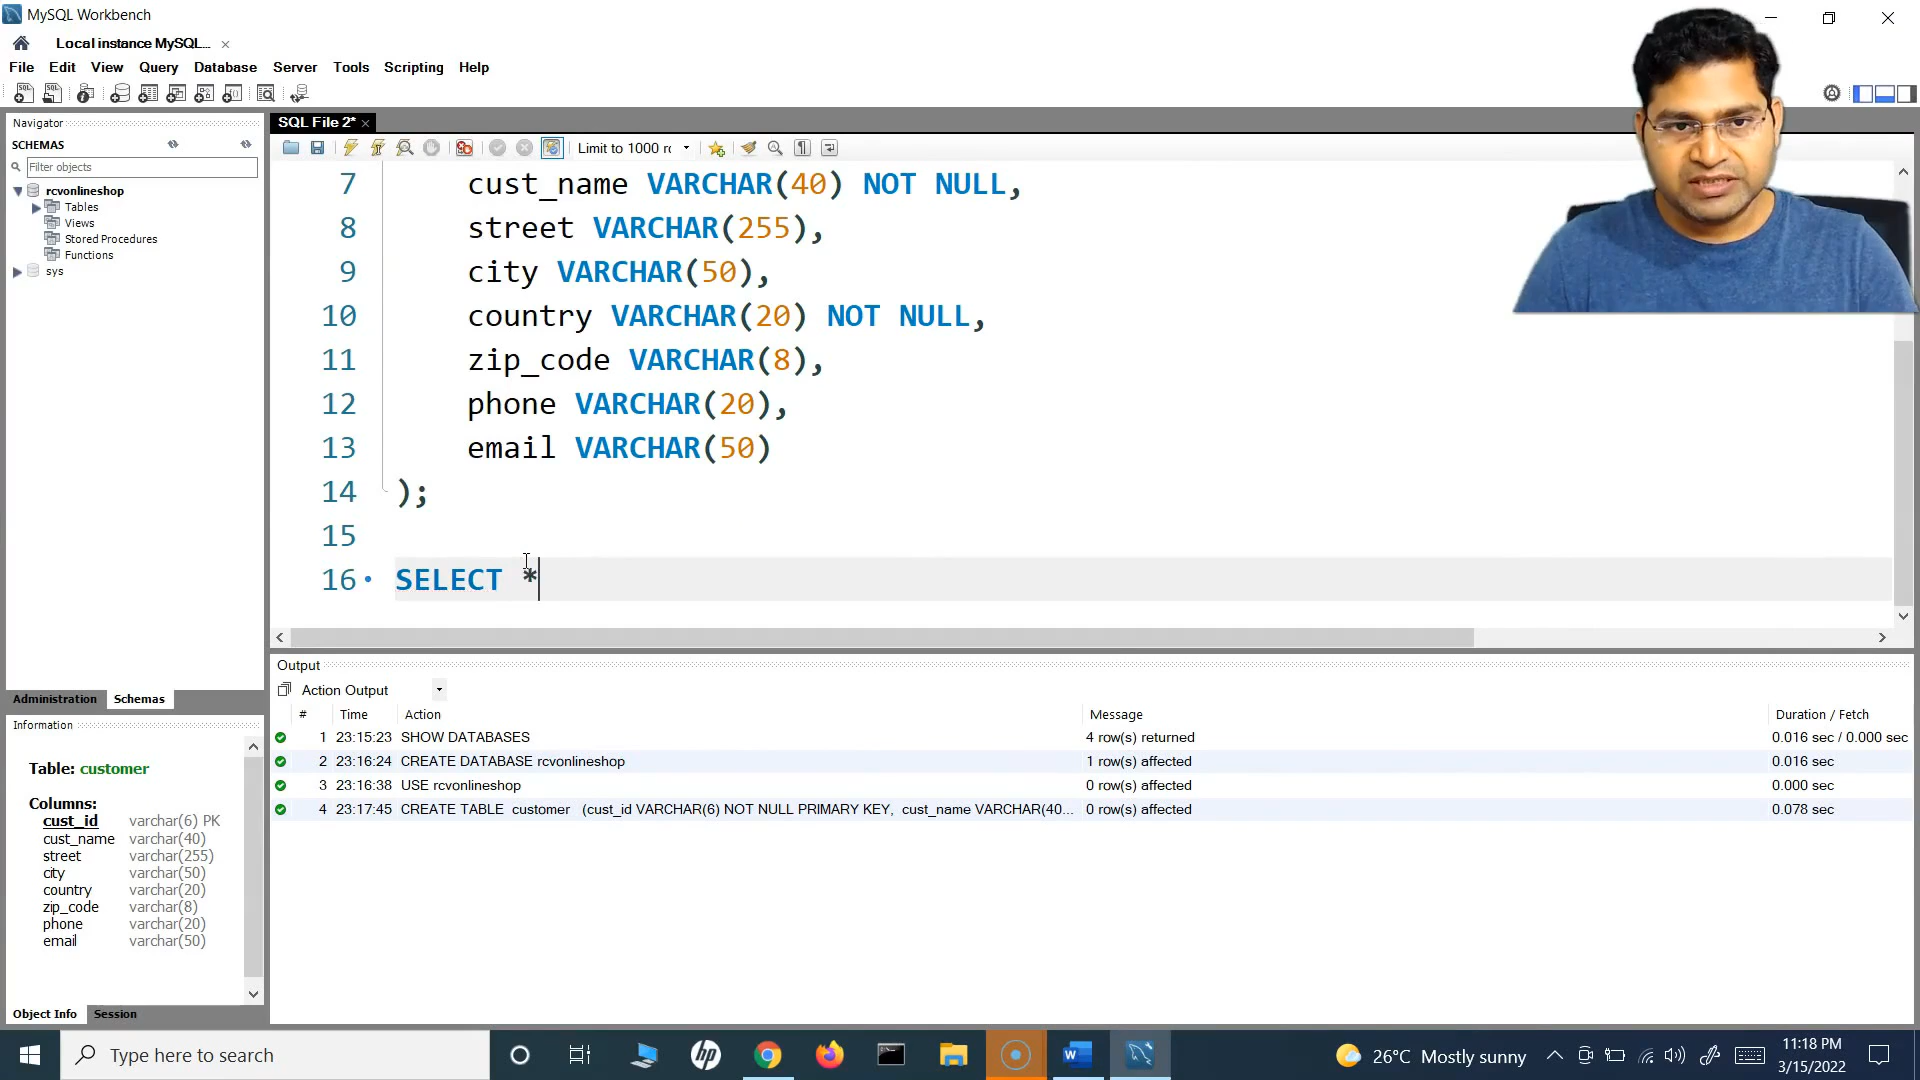 MySQL Workbench
Local instance MySQL...
File Edit View Query Database Server Tools Scripting Help
Navigator
SQL File 2*
SCHEMAS
Limit to 1000 rc
Filter objects
rcvonlineshop
Tables
Views
Stored Procedures
Functions
sys
7 cust_name VARCHAR(40) NOT NULL,
8 street VARCHAR(255),
9 city VARCHAR(50),
10 country VARCHAR(20) NOT NULL,
11 zip_code VARCHAR(8),
12 phone VARCHAR(20),
13 email VARCHAR(50)
14 );
15
16 SELECT *
Administration Schemas
Information
Table: customer
Columns:
cust_id varchar(6) PK
cust_name varchar(40)
street varchar(255)
city varchar(50)
country varchar(20)
zip_code varchar(8)
phone varchar(20)
email varchar(50)
Object Info Session
Output
Action Output
# Time Action Message Duration / Fetch
1 23:15:23 SHOW DATABASES 4 row(s) returned 0.016 sec / 0.000 sec
2 23:16:24 CREATE DATABASE rcvonlineshop 1 row(s) affected 0.016 sec
3 23:16:38 USE rcvonlineshop 0 row(s) affected 0.000 sec
4 23:17:45 CREATE TABLE customer (cust_id VARCHAR(6) NOT NULL PRIMARY KEY, cust_name VARCHAR(40... 0 row(s) affected 0.078 sec
Type here to search
26°C Mostly sunny
11:18 PM
3/15/2022